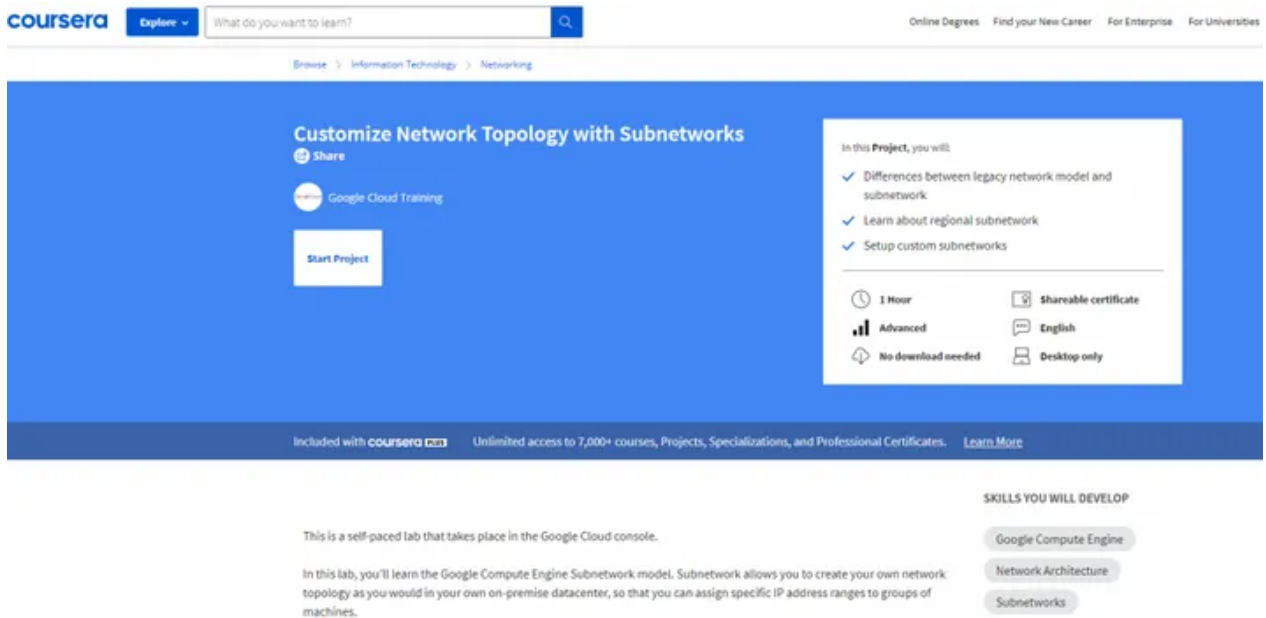 coursera Explore What do you want to learn? Online Degrees Find your New Career For Enterprise For Universities
Browse > Information Technology > Networking
Customize Network Topology with Subnetworks
Share
Google Cloud Training
Start Project
In this Project, you will:
Differences between legacy network model and
subnetwork
Learn about regional subnetwork
Setup custom subnetworks
1 Hour
Shareable certificate
Advanced
English
No download needed
Desktop only
Included with coursera PLUS Unlimited access to 7,000+ courses, Projects, Specializations, and Professional Certificates. Learn More
This is a self-paced lab that takes place in the Google Cloud console.
In this lab, you'll learn the Google Compute Engine Subnetwork model. Subnetwork allows you to create your own network
topology as you would in your own on-premise datacenter, so that you can assign specific IP address ranges to groups of
machines.
SKILLS YOU WILL DEVELOP
Google Compute Engine
Network Architecture
Subnetworks